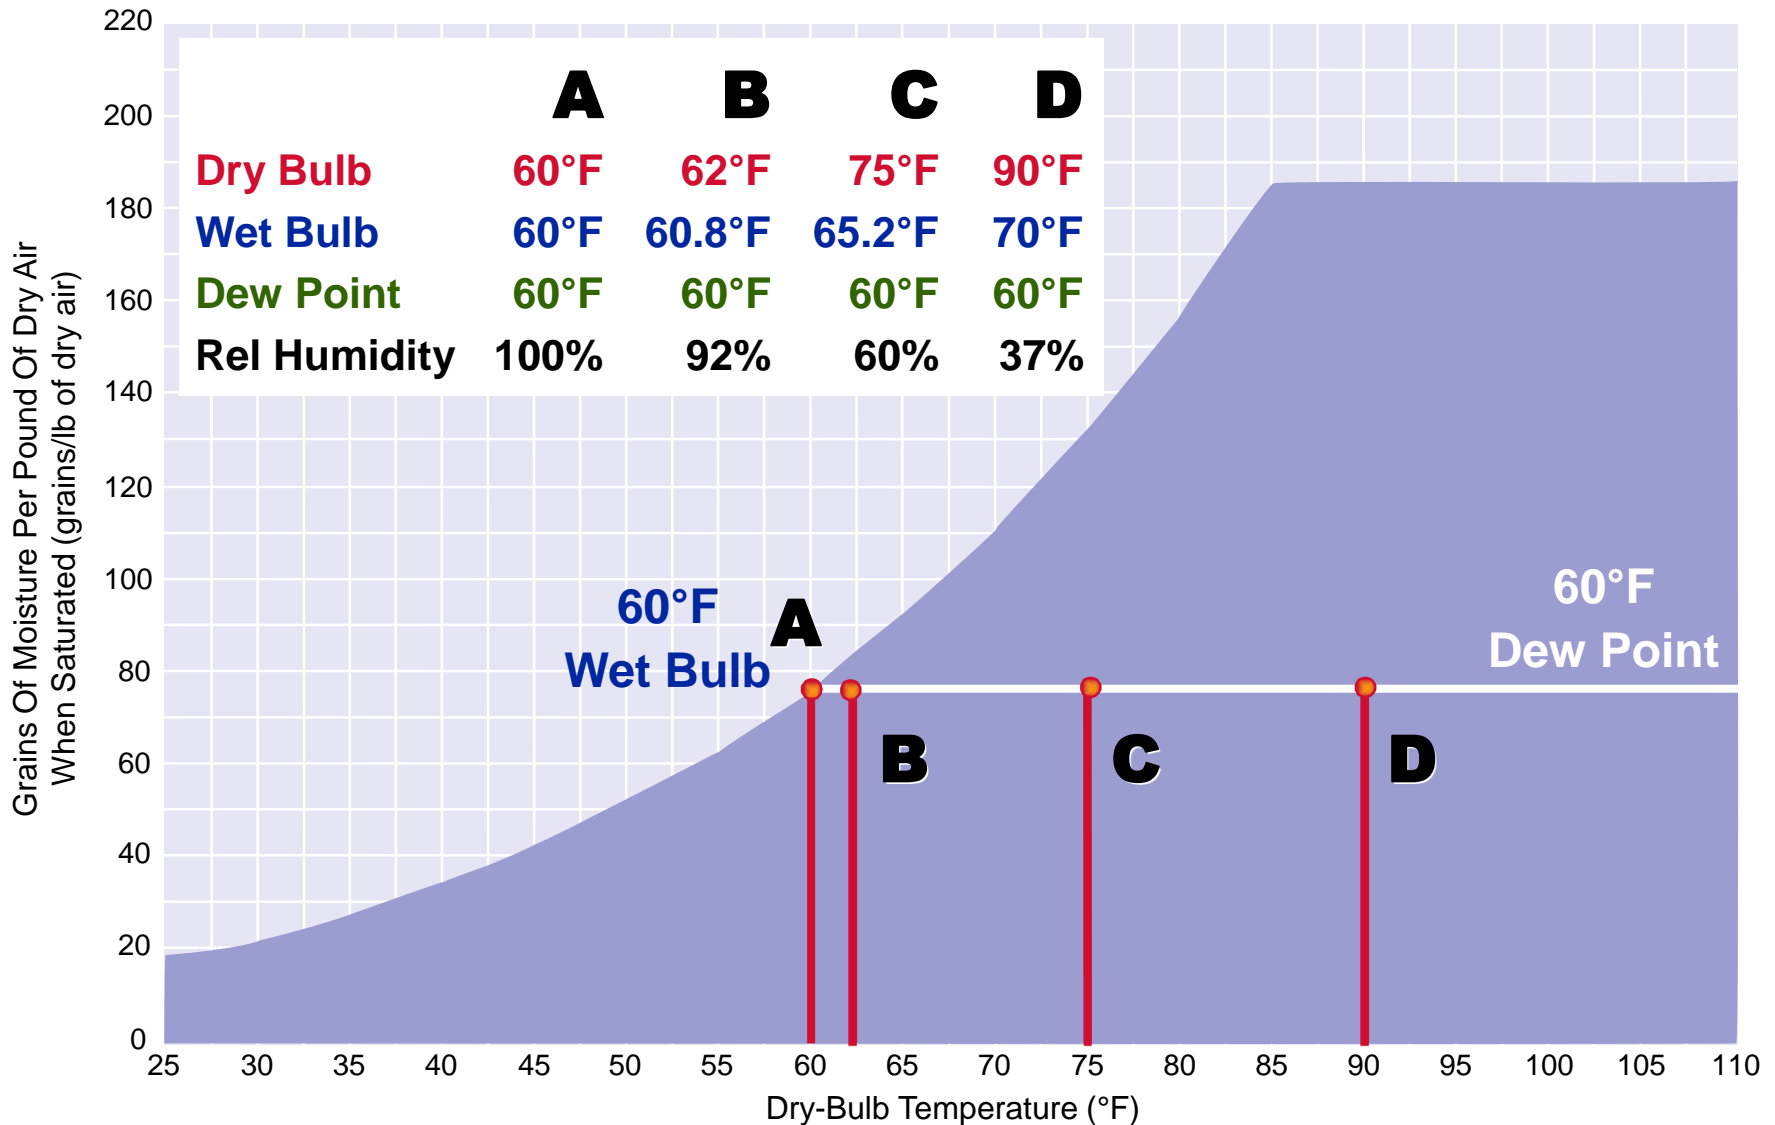 220
200
180
160
140
120
100
80
60
40
20
0
Grains Of Moisture Per Pound Of Dry Air
When Saturated (grains/lb of dry air)
A B C D
Dry Bulb 60°F 62°F 75°F 90°F
Wet Bulb 60°F 60.8°F 65.2°F 70°F
Dew Point 60°F 60°F 60°F 60°F
Rel Humidity 100% 92% 60% 37%
60°F
Wet Bulb
A
60°F
Dew Point
B
C
D
25 30 35 40 45 50 55 60 65 70 75 80 85 90 95 100 105 110
Dry-Bulb Temperature (°F)